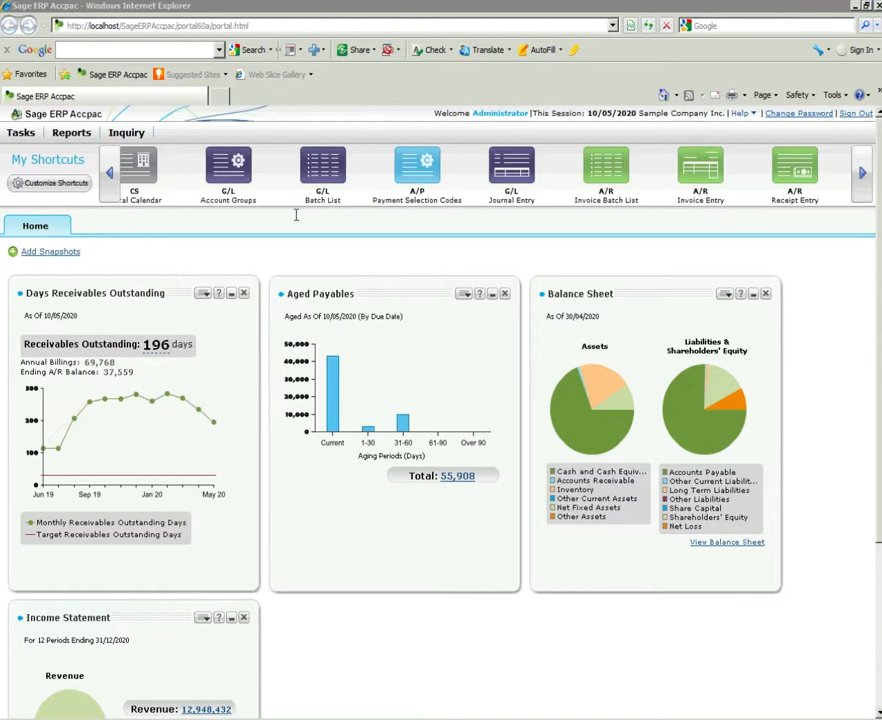 Sage ERP Accpac - Windows Internet Explorer
http://localhost/SageERPAccpac/portal60a/portal.html
Google
x Google Search Share Check Translate AutoFill Sign In
Favorites Sage ERP Accpac Suggested Sites Web Slice Gallery
Sage ERP Accpac
Page Safety Tools
Sage ERP Accpac
Welcome Administrator |This Session: 10/05/2020 Sample Company Inc. | Help | Change Password | Sign Out
Tasks Reports Inquiry
My Shortcuts
Customize Shortcuts
CS
al Calendar
G/L
Account Groups
G/L
Batch List
A/P
Payment Selection Codes
G/L
Journal Entry
A/R
Invoice Batch List
A/R
Invoice Entry
A/R
Receipt Entry
Home
Add Snapshots
Days Receivables Outstanding
As Of 10/05/2020
Receivables Outstanding: 196 days
Annual Billings: 69,768
Ending A/R Balance: 37,559
300
200
100
0
Jun 19 Sep 19 Jan 20 May 20
Monthly Receivables Outstanding Days
Target Receivables Outstanding Days
Aged Payables
Aged As Of 10/05/2020 (By Due Date)
50,000
40,000
30,000
20,000
10,000
0
Current 1-30 31-60 61-90 Over 90
Aging Periods (Days)
Total: 55,908
Balance Sheet
As Of 30/04/2020
Assets
Cash and Cash Equiv...
Accounts Receivable
Inventory
Other Current Assets
Net Fixed Assets
Other Assets
Liabilities &
Shareholders' Equity
Accounts Payable
Other Current Liabilit...
Long Term Liabilities
Other Liabilities
Share Capital
Shareholders' Equity
Net Loss
View Balance Sheet
Income Statement
For 12 Periods Ending 31/12/2020
Revenue
Revenue: 12,948,432